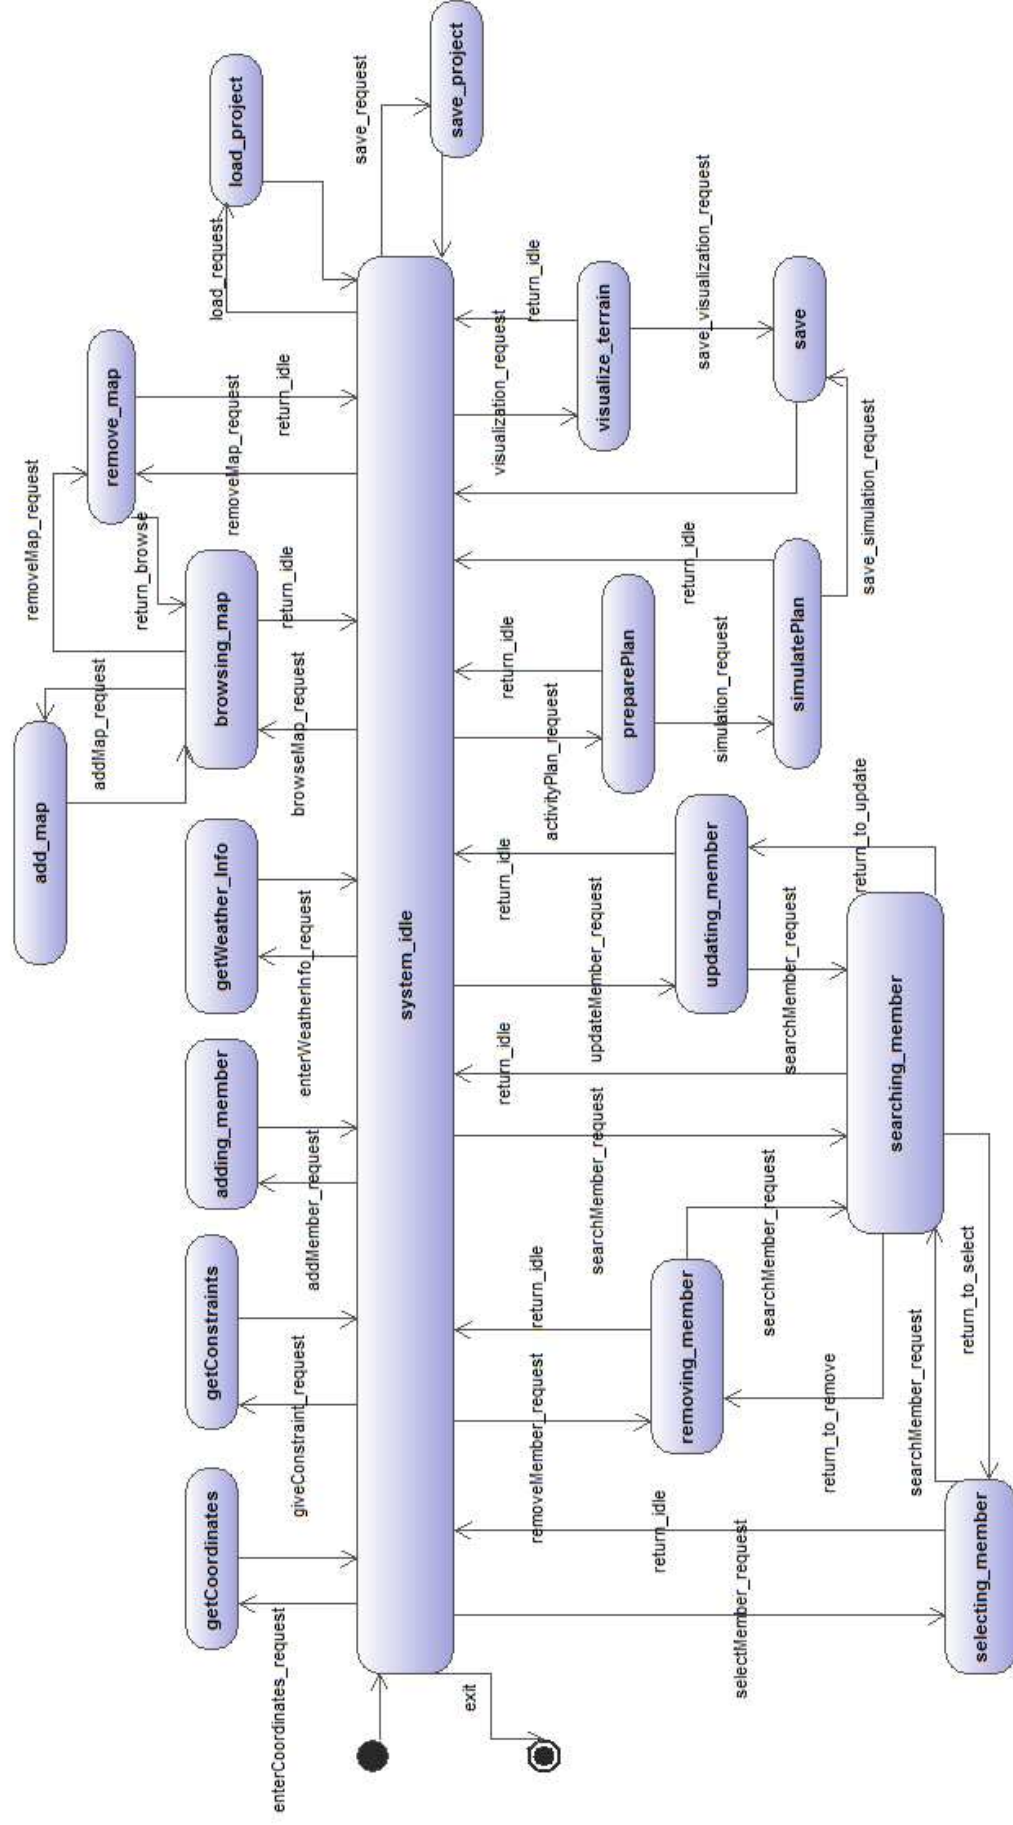 enterCoordinates_request
getCoordinates
giveConstraint_request
getConstraints
addMember_request
adding_member
enterWeatherInfo_request
getWeather_Info
add_map
addMap_request
browseMap_request
browsing_map
return_idle
removeMap_request
return_browse
remove_map
removeMap_request
return_idle
load_request
load_project
save_request
save_project
system_idle
exit
selectMember_request
selecting_member
return_idle
removeMember_request
removing_member
return_idle
return_to_remove
searchMember_request
return_to_select
searchMember_request
searchMember_request
searching_member
return_idle
updateMember_request
updating_member
return_idle
searchMember_request
return_to_update
activityPlan_request
preparePlan
return_idle
simulation_request
simulatePlan
return_idle
save_simulation_request
visualization_request
visualize_terrain
return_idle
save_visualization_request
save